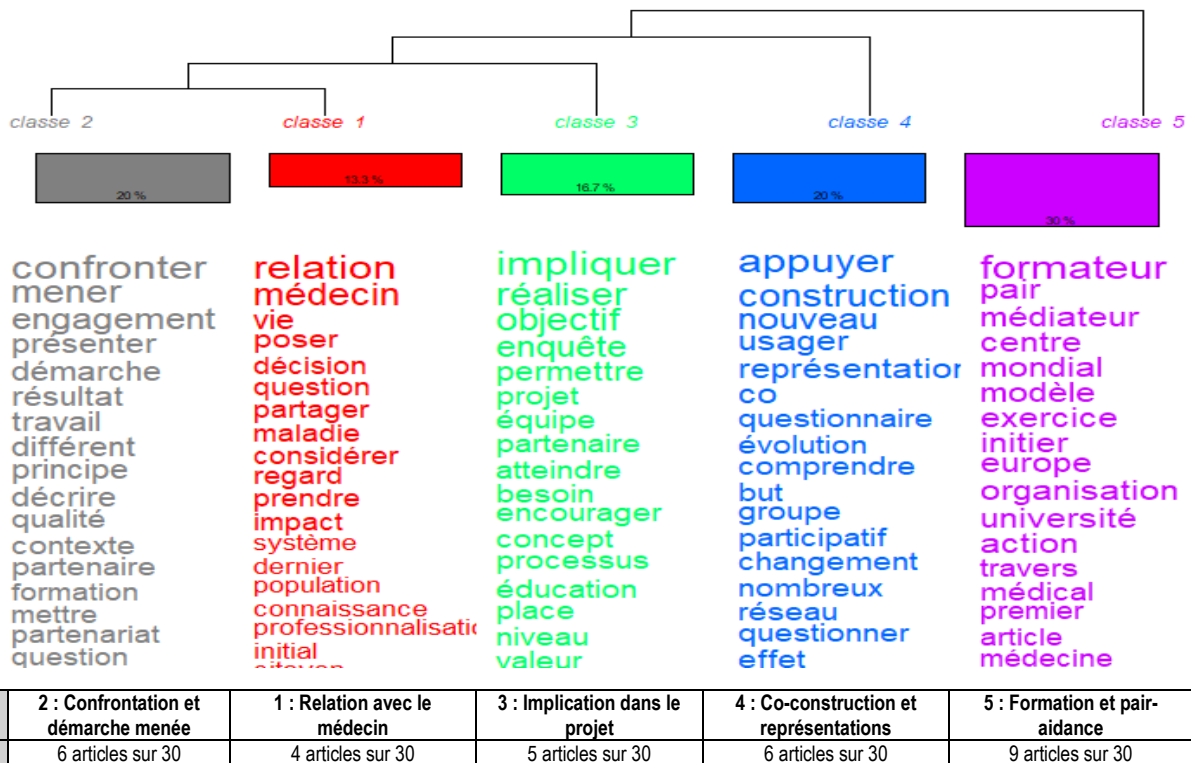 classe 2
classe 1
classe 3
classe 4
classe 5
20 %
13.3 %
16.7 %
20 %
30 %
confronter
mener
engagement
présenter
démarche
résultat
travail
différent
principe
décrire
qualité
contexte
partenaire
formation
mettre
partenariat
question
relation
médecin
vie
poser
décision
question
partager
maladie
considérer
regard
prendre
impact
système
dernier
population
connaissance
professionnalisatio
initial
impliquer
réaliser
objectif
enquête
permettre
projet
équipe
partenaire
atteindre
besoin
encourager
concept
processus
éducation
place
niveau
valeur
appuyer
construction
nouveau
usager
représentation
co
questionnaire
évolution
comprendre
but
groupe
participatif
changement
nombreux
réseau
questionner
effet
formateur
pair
médiateur
centre
mondial
modèle
exercice
initier
europe
organisation
université
action
travers
médical
premier
article
médecine
2 : Confrontation et
démarche menée
1 : Relation avec le
médecin
3 : Implication dans le
projet
4 : Co-construction et
représentations
5 : Formation et pair-
aidance
6 articles sur 30
4 articles sur 30
5 articles sur 30
6 articles sur 30
9 articles sur 30